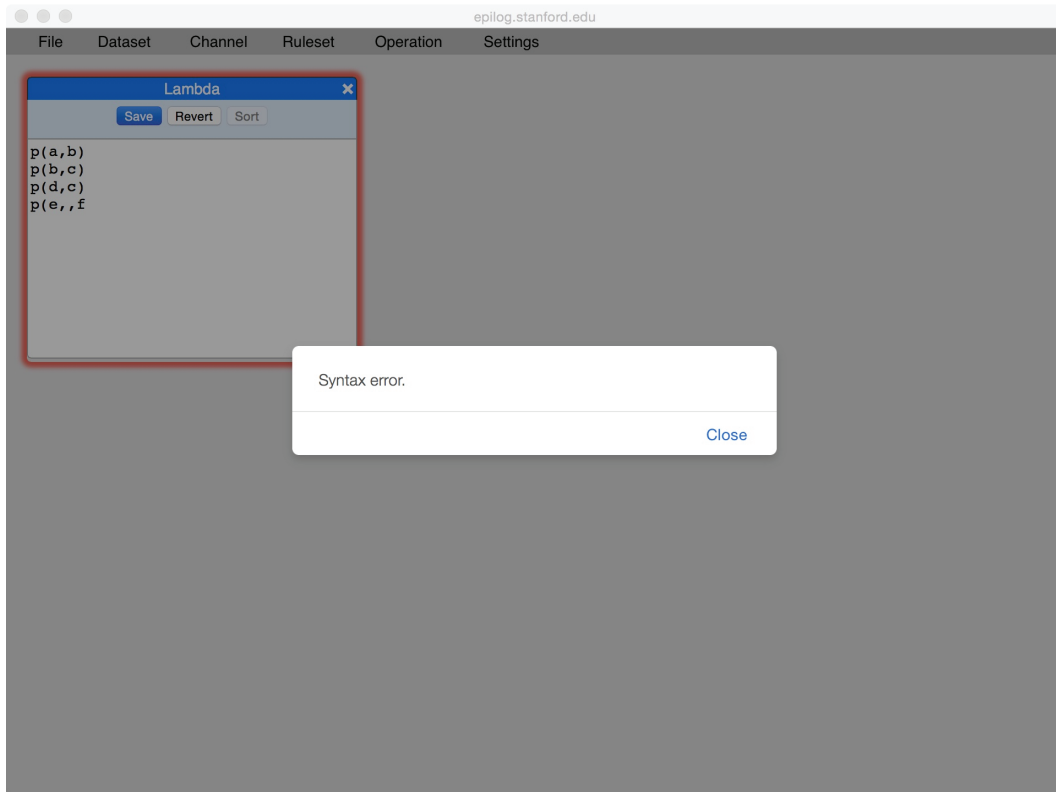 epilog.stanford.edu
File Dataset Channel Ruleset Operation Settings
Lambda
Save Revert Sort
p(a,b)
p(b,c)
p(d,c)
p(e,,f
Syntax error.
Close